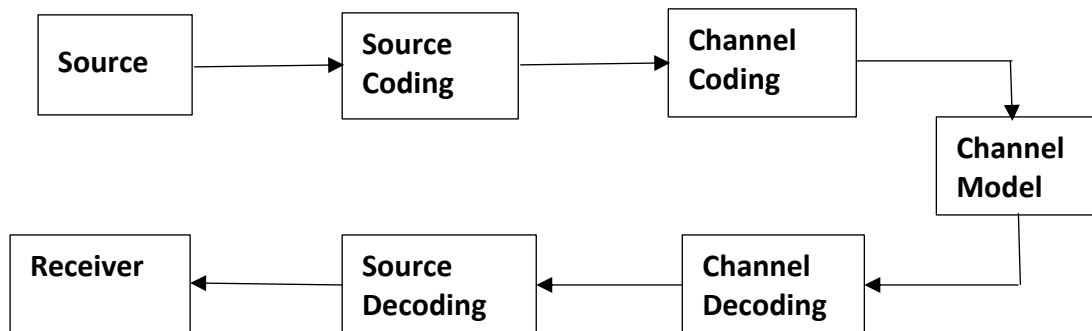 Source
Source
Coding
Channel
Coding
Channel
Model
Receiver
Source
Decoding
Channel
Decoding